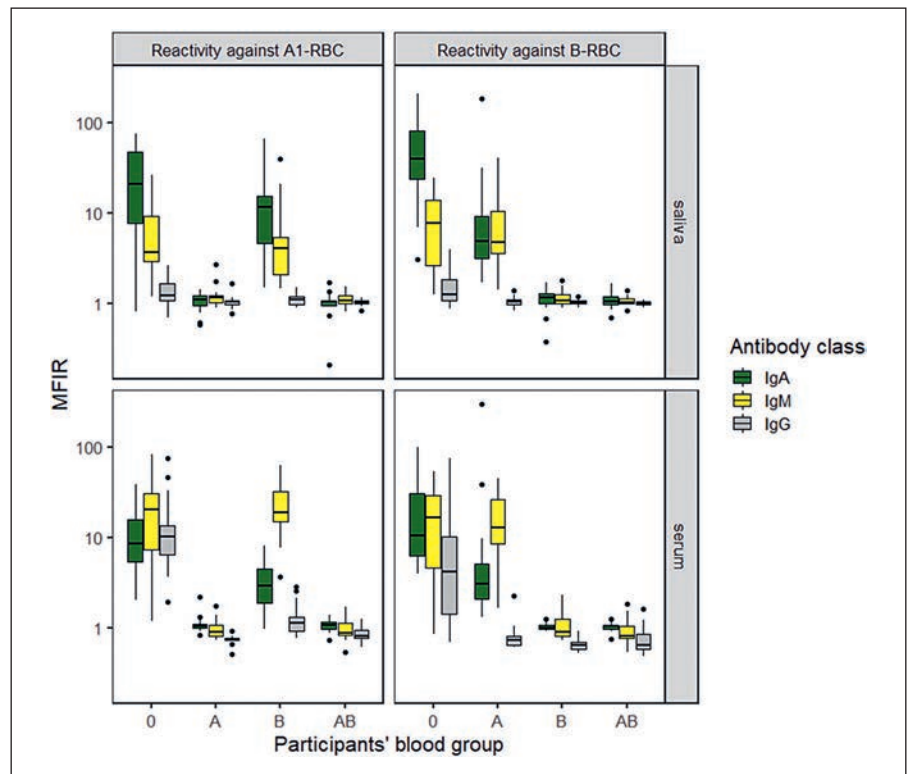 Reactivity against A1-RBC
Reactivity against B-RBC
100
10
1
saliva
MFIR
100
10
1
serum
0 A B AB
0 A B AB
Participants' blood group
Antibody class
IgA
IgM
IgG